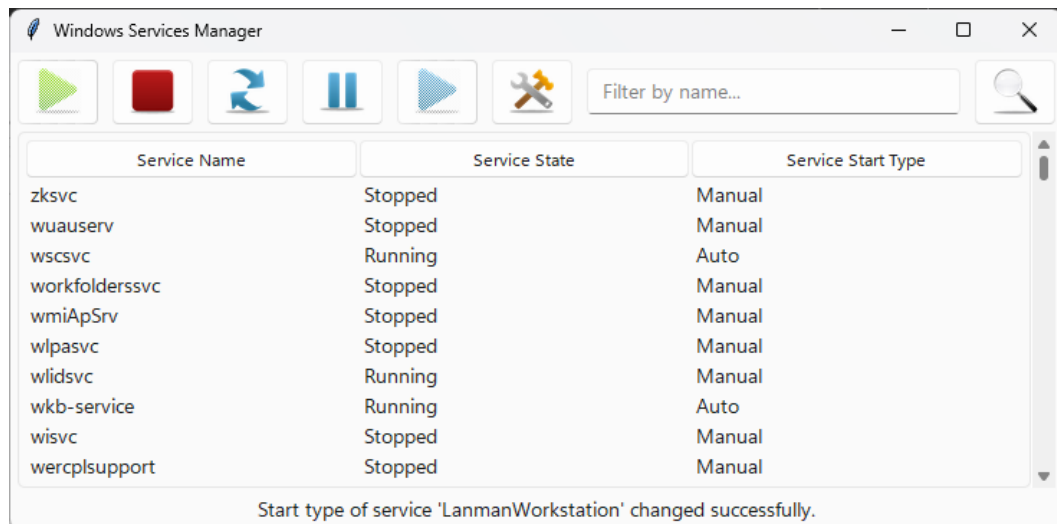 Windows Services Manager
Filter by name...
Service Name Service State Service Start Type
zksvc Stopped Manual
wuauserv Stopped Manual
wscsvc Running Auto
workfolderssvc Stopped Manual
wmiApSrv Stopped Manual
wlpasvc Stopped Manual
wlidsvc Running Manual
wkb-service Running Auto
wisvc Stopped Manual
wercplsupport Stopped Manual
Start type of service 'LanmanWorkstation' changed successfully.